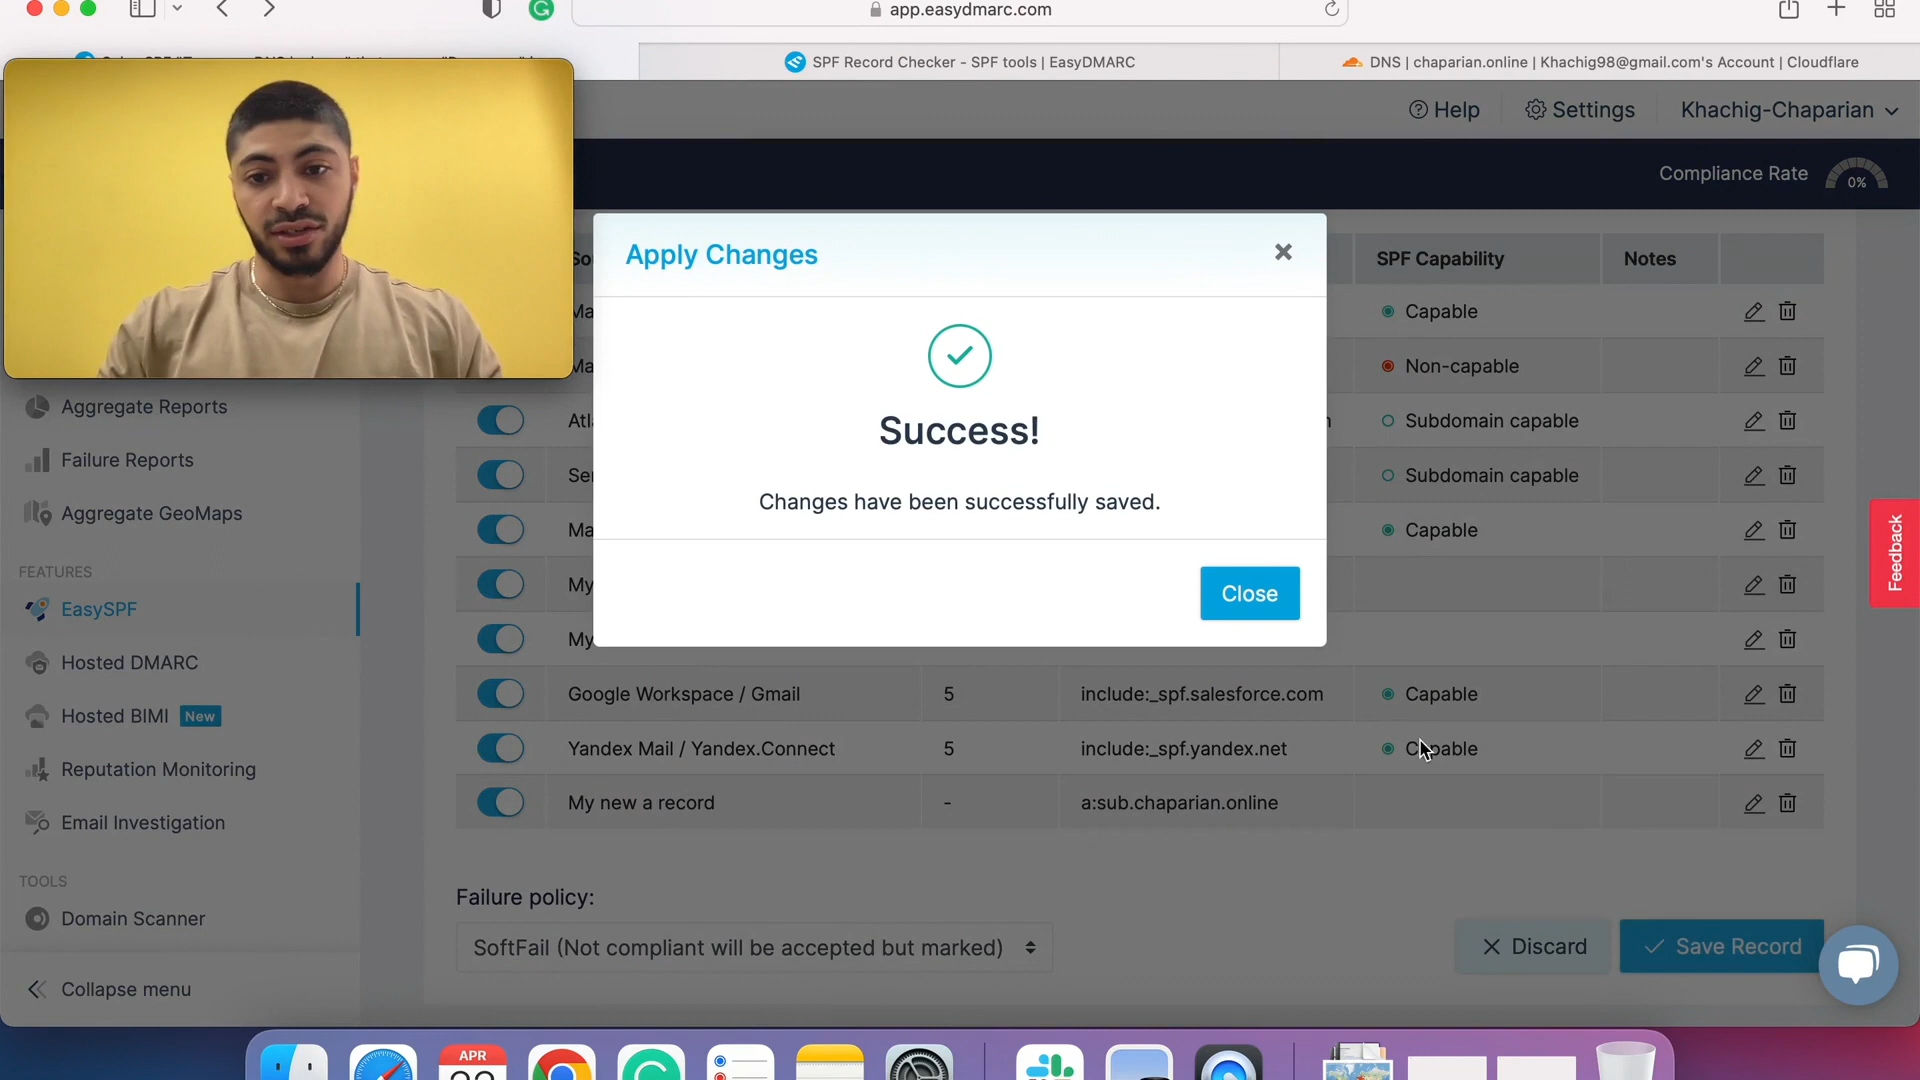 app.easydmarc.com
SPF Record Checker - SPF tools | EasyDMARC
DNS | chaparian.online | Khachig98@gmail.com's Account | Cloudflare
Help
Settings
Khachig-Chaparian
Compliance Rate
0%
Apply Changes
Success!
Changes have been successfully saved.
Close
SPF Capability
Notes
Capable
Non-capable
Subdomain capable
Subdomain capable
Capable
My
My
Google Workspace / Gmail 5 include:_spf.salesforce.com Capable
Yandex Mail / Yandex.Connect 5 include:_spf.yandex.net Capable
My new a record - a:sub.chaparian.online
Failure policy:
SoftFail (Not compliant will be accepted but marked)
Discard
Save Record
Feedback
Aggregate Reports
Failure Reports
Aggregate GeoMaps
FEATURES
EasySPF
Hosted DMARC
Hosted BIMI New
Reputation Monitoring
Email Investigation
TOOLS
Domain Scanner
Collapse menu
APR